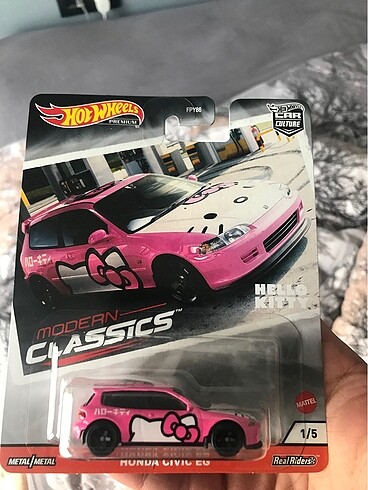 HOT WHEELS
PREMIUM
FPY86
CAR
CULTURE
ハローキティ
HELLO
KITTY
MODERN
CLASSICS™
ハローキティ
MATTEL
1/5
HONDA CIVIC EG
METAL/METAL
Real Riders